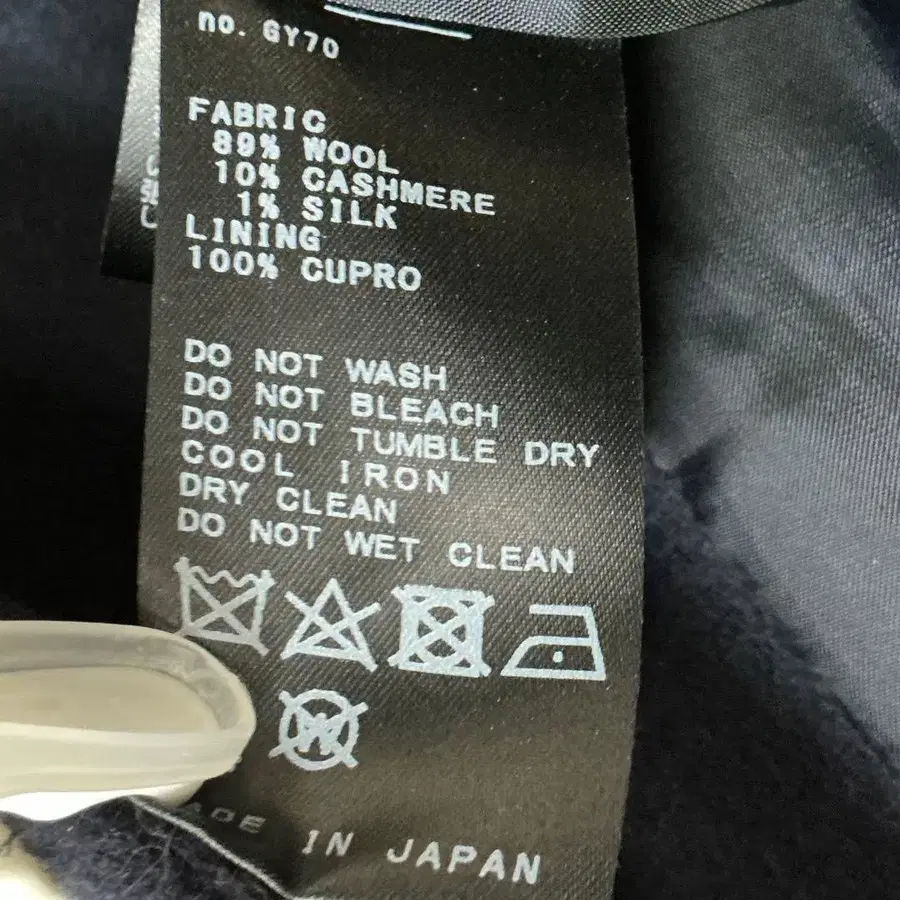 no. GY70
FABRIC
89% WOOL
10% CASHMERE
1% SILK
LINING
100% CUPRO
DO NOT WASH
DO NOT BLEACH
DO NOT TUMBLE DRY
COOL IRON
DRY CLEAN
DO NOT WET CLEAN
W
MADE IN JAPAN